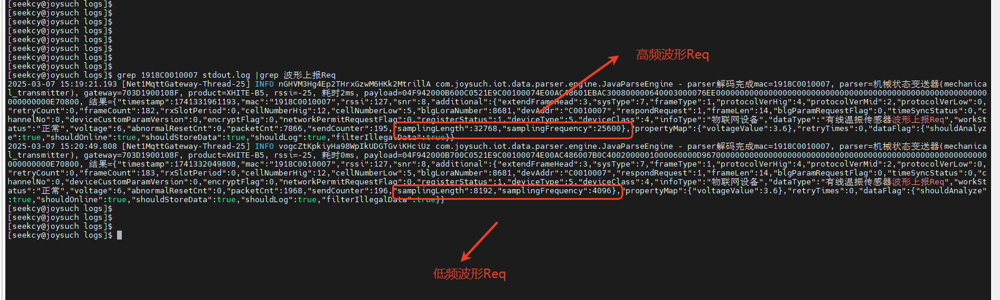 [seekcy@joysuch logs]$
[seekcy@joysuch logs]$
[seekcy@joysuch logs]$
[seekcy@joysuch logs]$
[seekcy@joysuch logs]$
[seekcy@joysuch logs]$
[seekcy@joysuch logs]$
[seekcy@joysuch logs]$
高频波形Req
[seekcy@joysuch logs]$ grep 1918C0010007 stdout.log |grep 波形上报Req
2025-03-07 15:19:21.193 [Net1MqttGateway-Thread-25] INFO nGHVM3Hg4Ep2THrxGzwM6HKk2MtrillA com.joysuch.iot.data.parser.engine.JavaParseEngine - parser解码完成mac=1918C0010007, parser=机械状态变送器(mechanica
l_transmitter), gateway=703D1900108F, product=XHITE-B5, rssi=-25, 耗时2ms,
000000000000E70800, 结果={"timestamp":1741331961193,"mac":"1918C0010007","rssi":127,"snr":8,"additional":{"extendFrameHead":3,"sysType":7,"frameType":1,"protocolVerHig":4,"protocolVerMid":2,"protocolVerLow":0,
"retryCount":0,"frameCount":182,"rxSlotPeriod":0,"cellNumberHig":12,"cellNumberLow":5,"blgLoraNumber":8681,"devAddr":"C0010007","respondRequest":1,"frameLen":14,"blgParamRequestFlag":0,"timeSyncStatus":0,"c
hannelNo":0,"deviceCustomParamVersion":0,"encryptFlag":0,"networkPermitRequestFlag":0,"registerStatus":1,"deviceType":5,"deviceClass":4,"infoType":"物联网设备","dataType":"有线温振传感器波形上报Req","workSt
atus":"正常","voltage":6,"abnormalResetCnt":0,"packetCnt":7866,"sendCounter":195,"samplingLength":32768,"samplingFrequency":25600},"propertyMap":{"voltageValue":3.6},"retryTimes":0,"dataFlag":{"shouldAnalyz
e":true,"shouldOnline":true,"shouldStoreData":true,"shouldLog":true,"filterIllegalData":true}}
2025-03-07 15:20:49.808 [Net1MqttGateway-Thread-25] INFO vogcZtKpkiyHa98WpIkUDGTGviKHciUz com.joysuch.iot.data.parser.engine.JavaParseEngine - parser解码完成mac=1918C0010007, parser=机械状态变送器(mechanic
al_transmitter), gateway=703D1900108F, product=XHITE-B5, rssi=-25, 耗时0ms,
000000000000E70800, 结果={"timestamp":1741332049808,"mac":"1918C0010007","rssi":127,"snr":8,"additional":{"extendFrameHead":3,"sysType":7,"frameType":1,"protocolVerHig":4,"protocolVerMid":2,"protocolVerLow":0,
"retryCount":0,"frameCount":183,"rxSlotPeriod":0,"cellNumberHig":12,"cellNumberLow":5,"blgLoraNumber":8681,"devAddr":"C0010007","respondRequest":1,"frameLen":14,"blgParamRequestFlag":0,"timeSyncStatus":0,"c
hannelNo":0,"deviceCustomParamVersion":0,"encryptFlag":0,"networkPermitRequestFlag":0,"registerStatus":1,"deviceType":5,"deviceClass":4,"infoType":"物联网设备","dataType":"有线温振传感器波形上报Req","workSt
atus":"正常","voltage":6,"abnormalResetCnt":0,"packetCnt":1968,"sendCounter":196,"samplingLength":8192,"samplingFrequency":4096},"propertyMap":{"voltageValue":3.6},"retryTimes":0,"dataFlag":{"shouldAnalyze"
:true,"shouldOnline":true,"shouldStoreData":true,"shouldLog":true,"filterIllegalData":true}}
[seekcy@joysuch logs]$
[seekcy@joysuch logs]$
[seekcy@joysuch logs]$
[seekcy@joysuch logs]$
低频波形Req